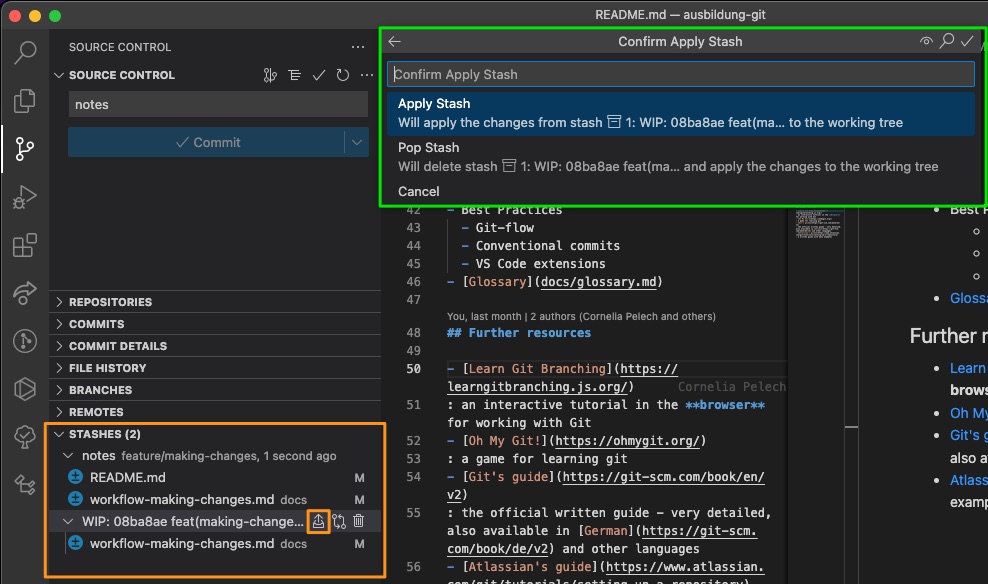 README.md — ausbildung-git
SOURCE CONTROL
SOURCE CONTROL
notes
Commit
REPOSITORIES
COMMITS
COMMIT DETAILS
FILE HISTORY
BRANCHES
REMOTES
STASHES (2)
notes feature/making-changes, 1 second ago
README.md M
workflow-making-changes.md docs M
WIP: 08ba8ae feat(making-change...
workflow-making-changes.md docs M
Confirm Apply Stash
Confirm Apply Stash
Apply Stash
Will apply the changes from stash 1: WIP: 08ba8ae feat(ma... to the working tree
Pop Stash
Will delete stash 1: WIP: 08ba8ae feat(ma... and apply the changes to the working tree
Cancel
42 - Best Practices
43 - Git-flow
44 - Conventional commits
45 - VS Code extensions
46 - [Glossary](docs/glossary.md)
47
You, last month | 2 authors (Cornelia Pelech and others)
48 ## Further resources
49
50 - [Learn Git Branching](https://
learngitbranching.js.org/) Cornelia Pelech
51 : an interactive tutorial in the **browser**
for working with Git
52 - [Oh My Git!](https://ohmygit.org/)
53 : a game for learning git
54 - [Git's guide](https://git-scm.com/book/en/
v2)
55 : the official written guide – very detailed,
also available in [German](https://git-scm.
com/book/de/v2) and other languages
56 - [Atlassian's guide](https://www.atlassian.
com/git/tutorials/setting-up-a-repository)
Best P
Glossa
Further r
Learn
brows
Oh My
Git's g
also a
Atlass
examp